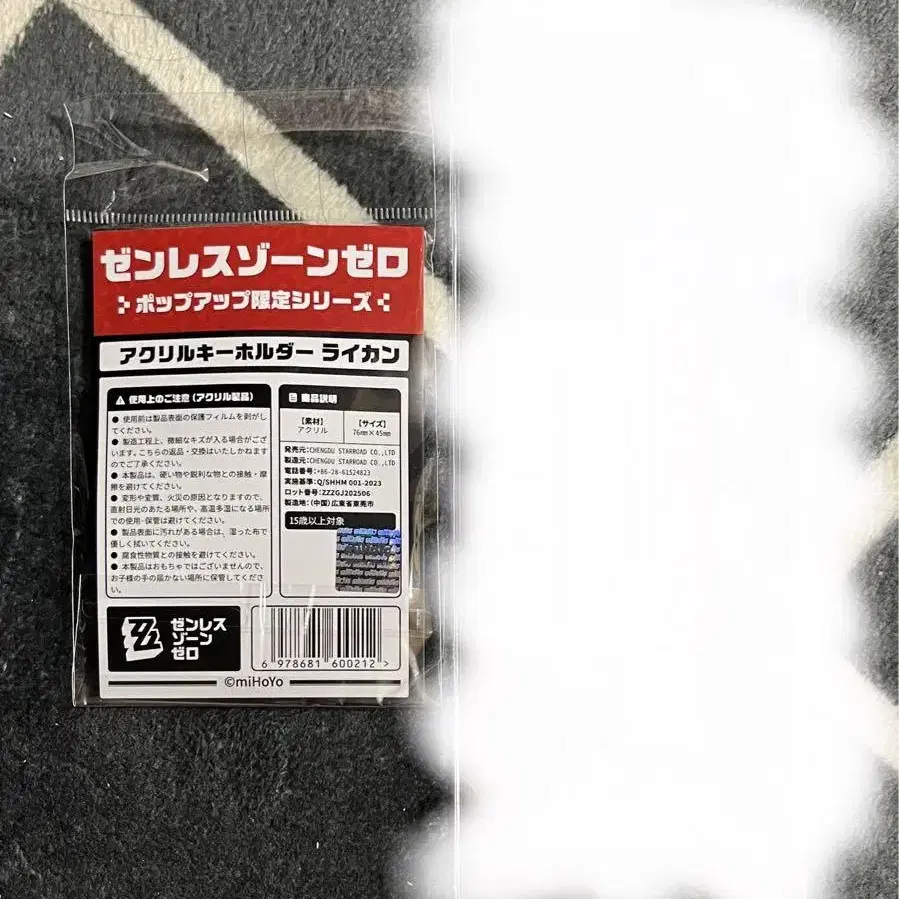 ゼンレスゾーンゼロ
ポップアップ限定シリーズ
アクリルキーホルダー ライカン
使用上のご注意（アクリル製品）
● 使用前は製品表面の保護フィルムを剥がし
てください。
● 製造工程上、微細なキズが入る場合がござ
います。こちらの返品・交換はいたしかねます
のでご了承ください。
● 本製品は、硬い物や鋭利な物との接触・摩
擦を避けてください。
● 変形や変質、火災の原因となりますので、
直射日光のあたる場所や、高温多湿になる場所
での使用・保管は避けてください。
● 製品表面に汚れがある場合は、湿った布で
優しく拭いてください。
● 腐食性物質との接触を避けてください。
● 本製品はおもちゃではございませんので、
お子様の手の届かない場所に保管してくださ
い。
商品説明
【素材】
アクリル
【サイズ】
76mm×45mm
発売元:CHENGDU STARROAD CO.,LTD
製造元:CHENGDU STARROAD CO.,LTD
電話番号:+86-28-61524823
実施基準:Q/SHHM 001-2023
ロット番号:ZZZGJ202506
製造地:(中国)広東省東莞市
15歳以上対象
ゼンレス
ゾーン
ゼロ
6 978681 600212 >
©miHoYo